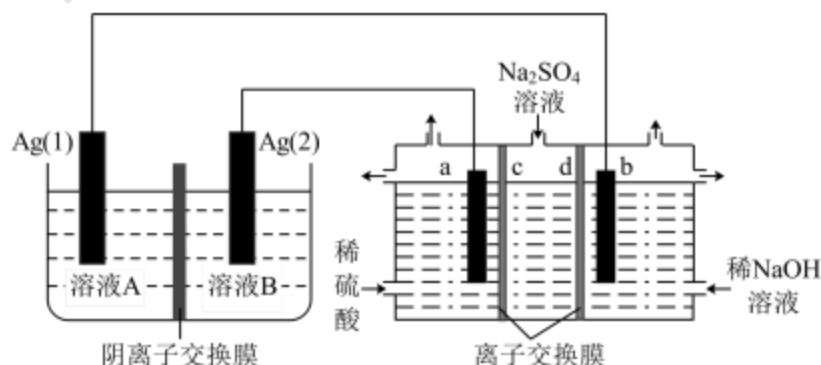 Na₂SO₄
溶液
Ag(1)
Ag(2)
a
c
d
b
溶液A
溶液B
稀
硫
酸
稀NaOH
溶液
阴离子交换膜
离子交换膜